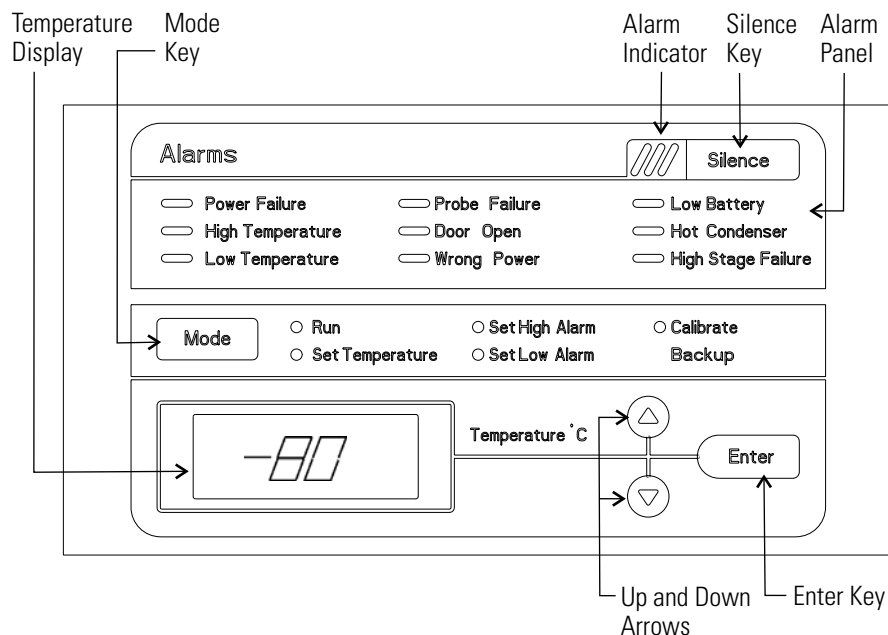 Temperature Display
Mode Key
Alarm Indicator
Silence Key
Alarm Panel
Alarms
Silence
Power Failure
Probe Failure
Low Battery
High Temperature
Door Open
Hot Condenser
Low Temperature
Wrong Power
High Stage Failure
Mode
Run
Set High Alarm
Calibrate
Set Temperature
Set Low Alarm
Backup
-80
Temperature °C
Enter
Up and Down Arrows
Enter Key